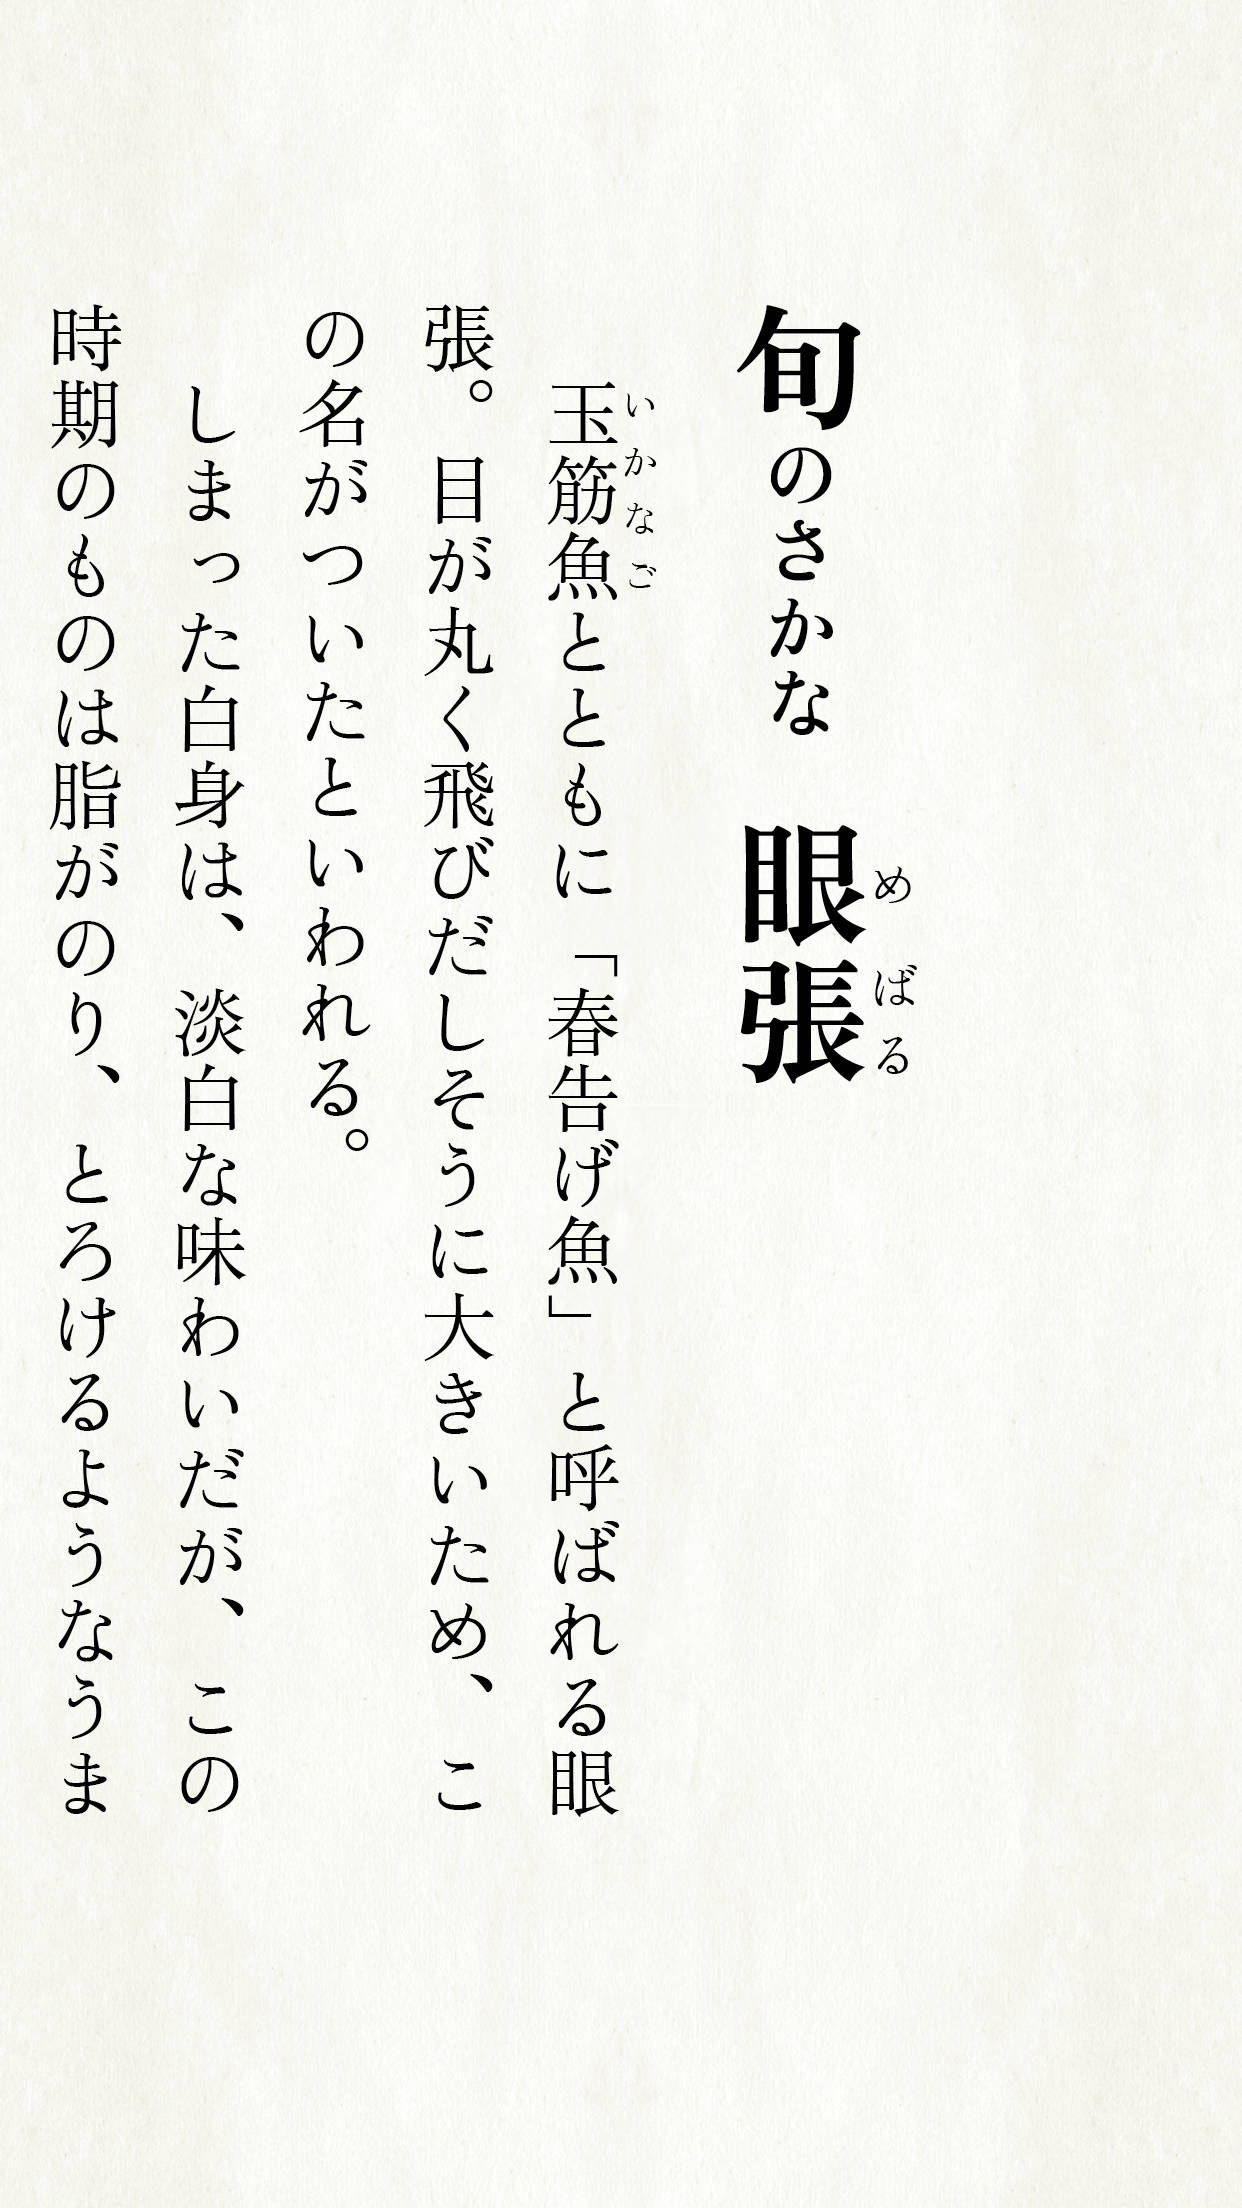 旬のさかな　眼張
めばる
玉筋魚とともに「春告げ魚」と呼ばれる眼
いかなご
張。目が丸く飛びだしそうに大きいため、こ
の名がついたといわれる。
しまった白身は、淡白な味わいだが、この
時期のものは脂がのり、とろけるようなうま